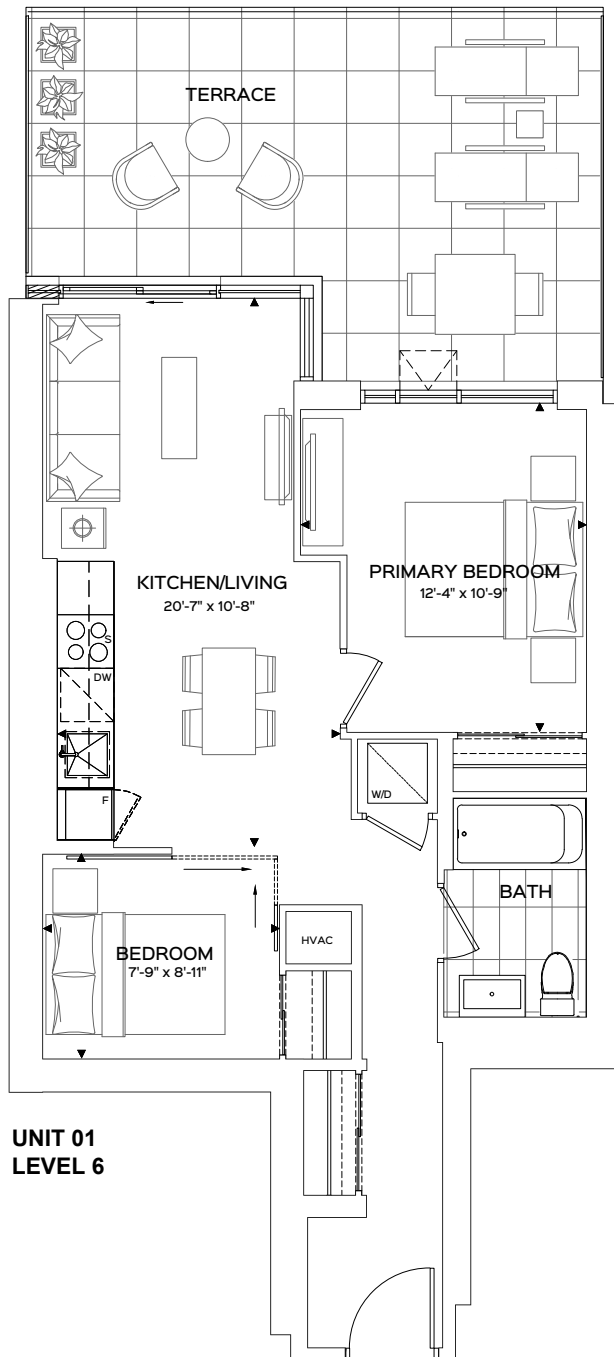 TERRACE
KITCHEN/LIVING
20'-7" x 10'-8"
PRIMARY BEDROOM
12'-4" x 10'-9"
S
DW
W/D
F
BATH
HVAC
BEDROOM
7'-9" x 8'-11"
UNIT 01
LEVEL 6